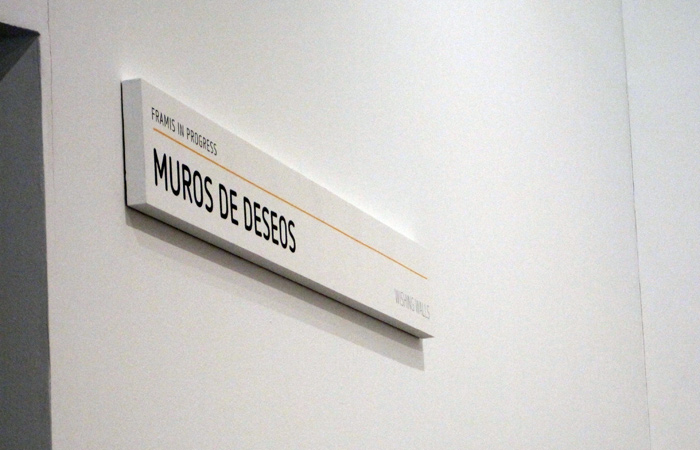 FRAMIS IN PROGRESS
MUROS DE DESEOS
WISHING WALLS